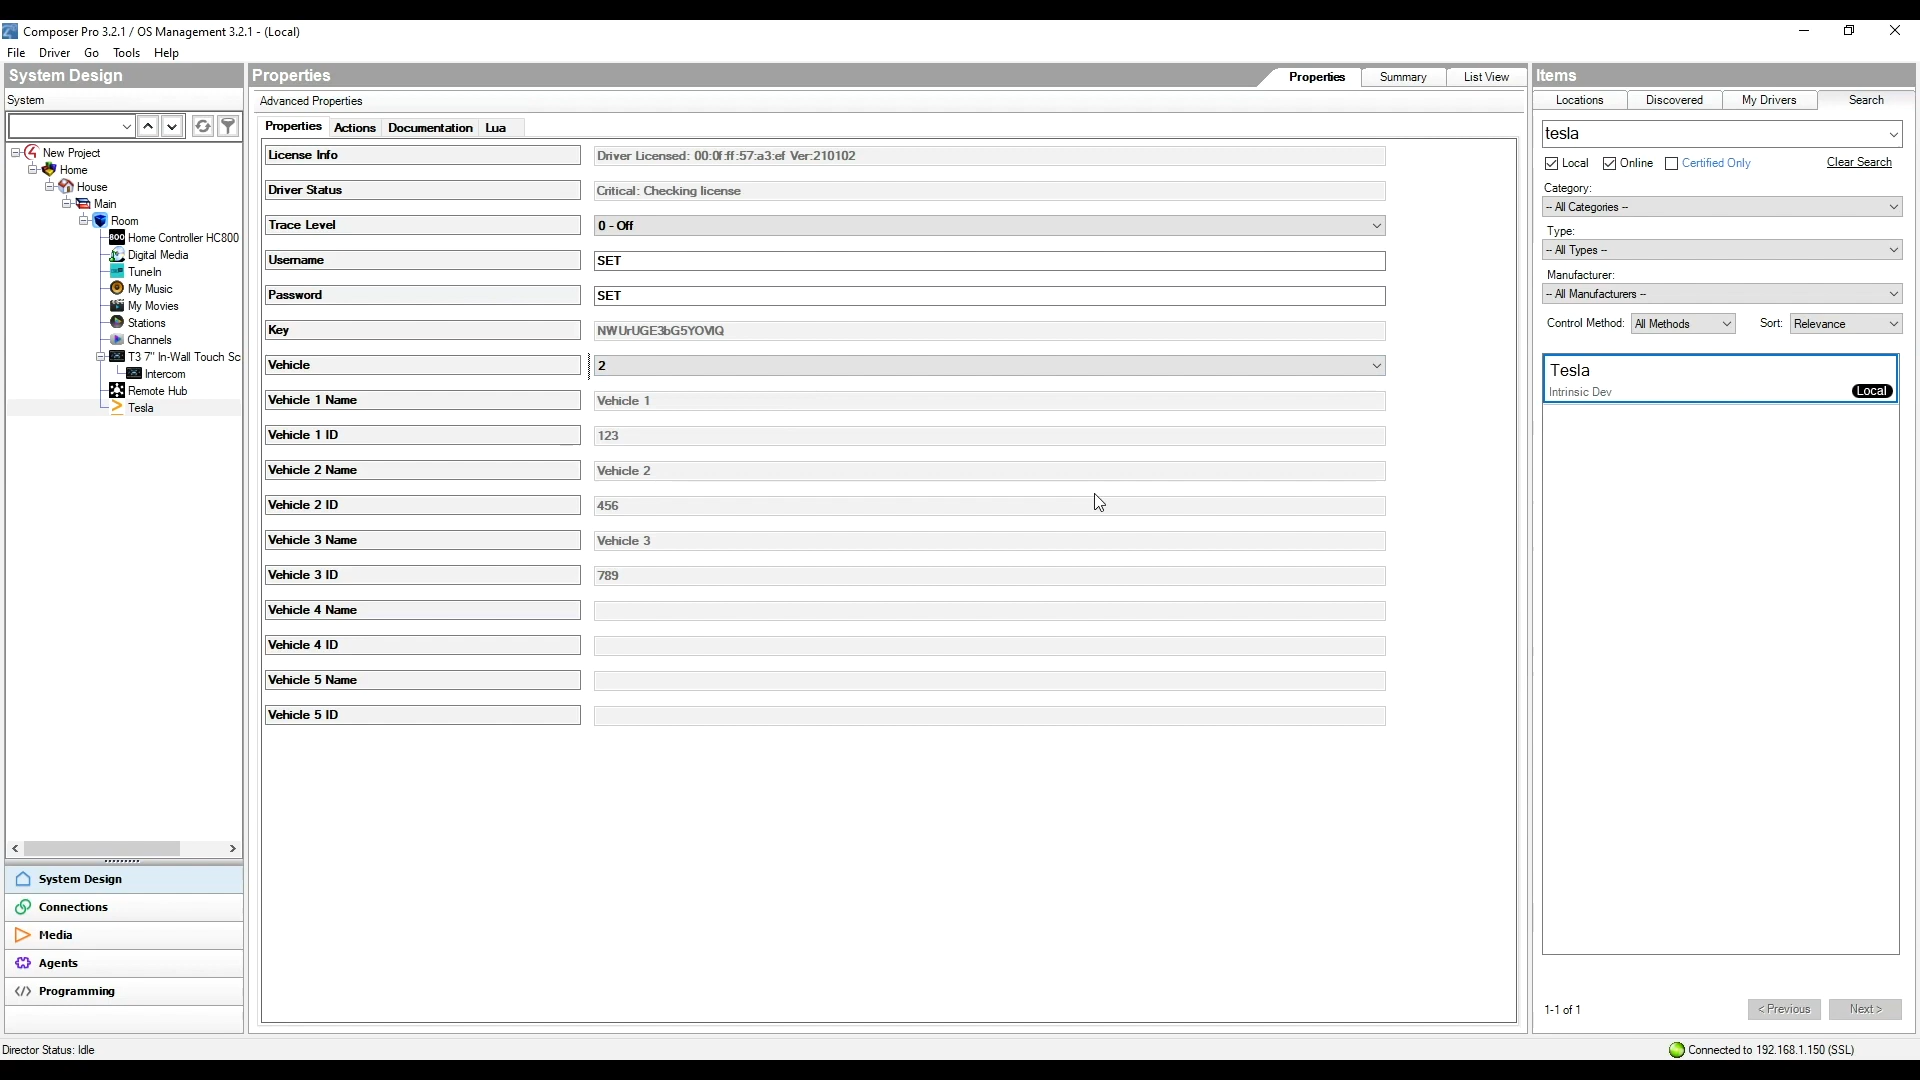 Composer Pro 3.2.1 / OS Management 3.2.1 - (Local)
File Driver Go Tools Help
System Design
System
New Project
Home
House
Main
Room
800 Home Controller HC800
Digital Media
TuneIn
My Music
My Movies
Stations
Channels
T3 7" In-Wall Touch Sc
Intercom
Remote Hub
Tesla
System Design
Connections
Media
Agents
Programming
Properties
Properties Summary List View
Advanced Properties
Properties Actions Documentation Lua
License Info Driver Licensed: 00:0f:ff:57:a3:ef Ver:210102
Driver Status Critical: Checking license
Trace Level 0 - Off
Username SET
Password SET
Key NWUrUGE3bG5YOVlQ
Vehicle 2
Vehicle 1 Name Vehicle 1
Vehicle 1 ID 123
Vehicle 2 Name Vehicle 2
Vehicle 2 ID 456
Vehicle 3 Name Vehicle 3
Vehicle 3 ID 789
Vehicle 4 Name
Vehicle 4 ID
Vehicle 5 Name
Vehicle 5 ID
Items
Locations Discovered My Drivers Search
tesla
Local Online Certified Only Clear Search
Category:
-- All Categories --
Type:
-- All Types --
Manufacturer:
-- All Manufacturers --
Control Method: All Methods Sort: Relevance
Tesla
Intrinsic Dev Local
1-1 of 1 < Previous Next >
Director Status: Idle
Connected to 192.168.1.150 (SSL)